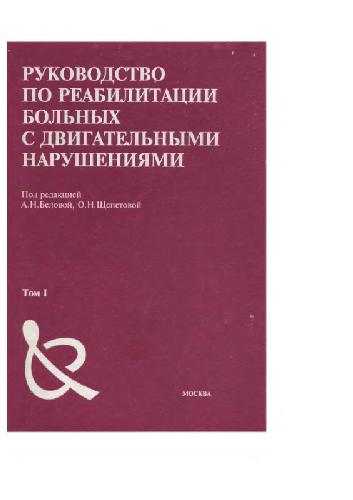 РУКОВОДСТВО
ПО РЕАБИЛИТАЦИИ
БОЛЬНЫХ
С ДВИГАТЕЛЬНЫМИ
НАРУШЕНИЯМИ
Под редакцией
А.Н.Беловой, О.Н.Щепетовой
Том I
МОСКВА